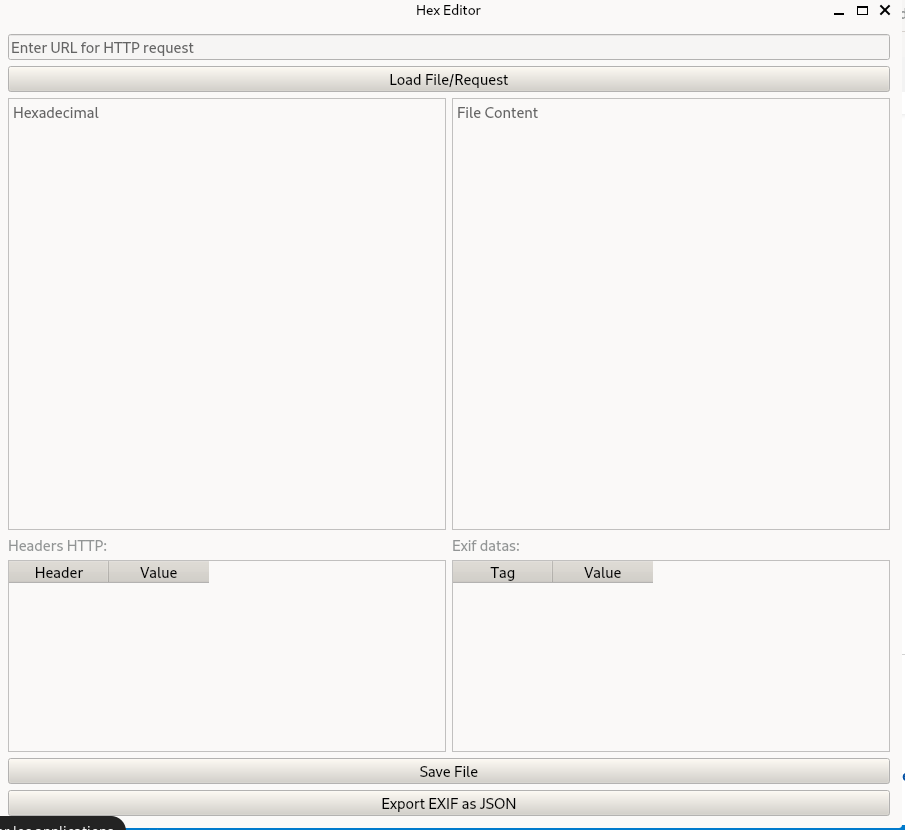 Hex Editor
Enter URL for HTTP request
Load File/Request
Hexadecimal
File Content
Headers HTTP:
Exif datas:
Header Value
Tag Value
Save File
Export EXIF as JSON
les applications